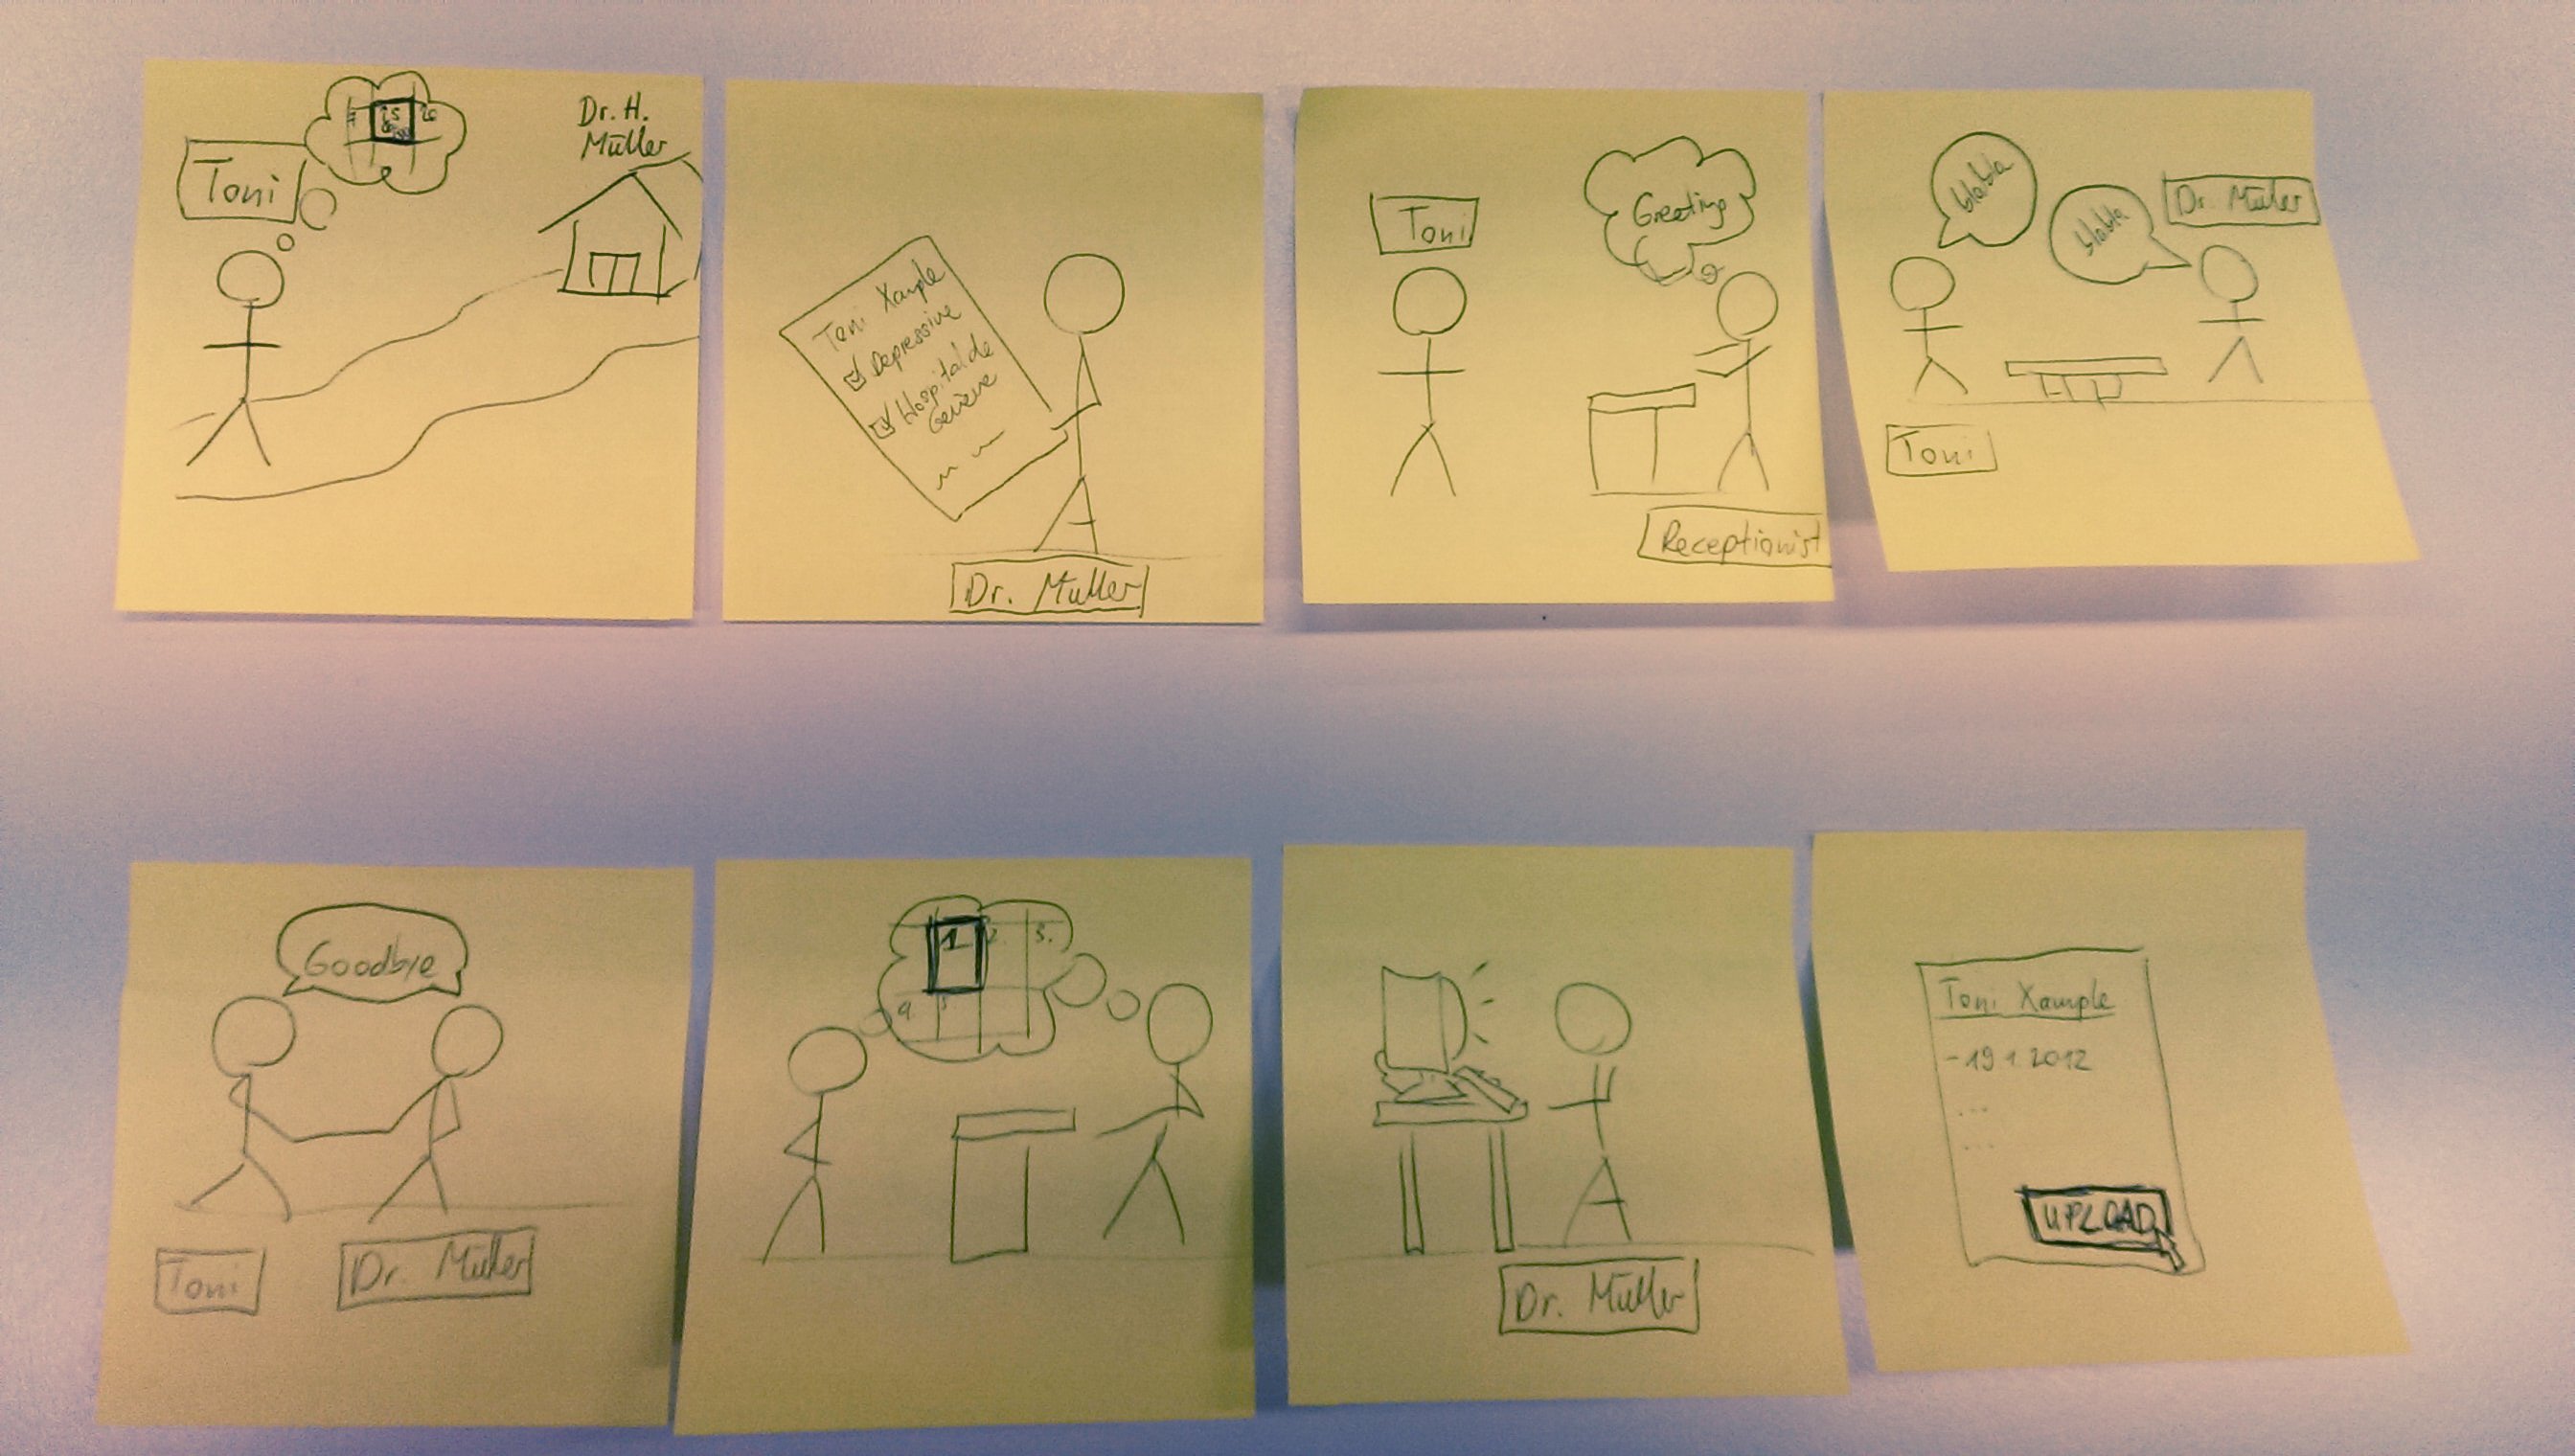 Toni
Dr. H.
Müller
Toni Xample
Depressive
Hospital de
Genève
Dr. Müller
Toni
Greetings
Receptionist
blabla
blabla
Dr. Müller
Toni
Goodbye
Toni
Dr. Müller
1. 2. 3.
Dr. Müller
Toni Xample
- 19.1.2012
...
...
UPLOAD